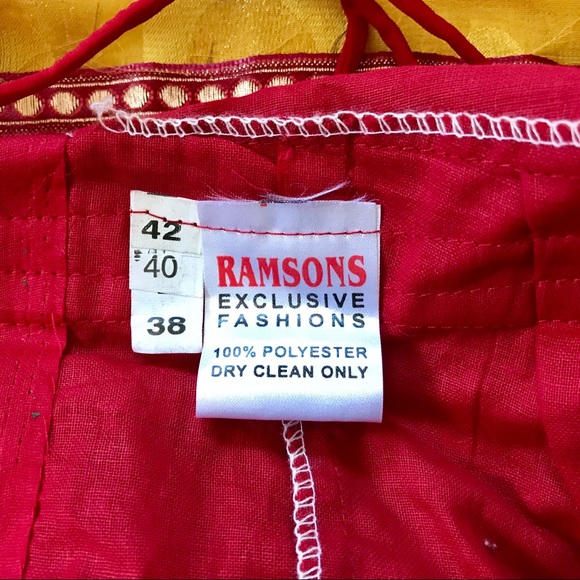 42
40
38
RAMSONS
EXCLUSIVE
FASHIONS
100% POLYESTER
DRY CLEAN ONLY